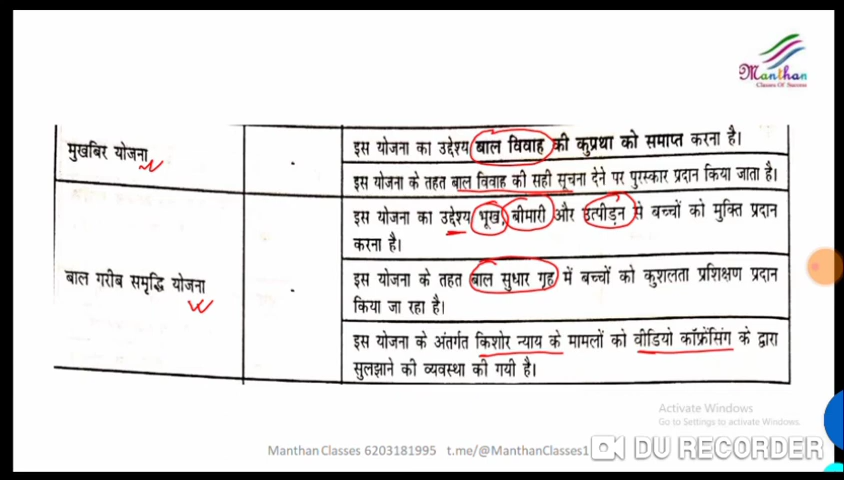 Manthan
Classes Of Success
मुखबिर योजना
.
इस योजना का उद्देश्य बाल विवाह की कुप्रथा को समाप्त करना है।
इस योजना के तहत बाल विवाह की सही सूचना देने पर पुरस्कार प्रदान किया जाता है।
बाल गरीब समृद्धि योजना
.
इस योजना का उद्देश्य भूख, बीमारी और उत्पीड़न से बच्चों को मुक्ति प्रदान
करना है।
इस योजना के तहत बाल सुधार गृह में बच्चों को कुशलता प्रशिक्षण प्रदान
किया जा रहा है।
इस योजना के अंतर्गत किशोर न्याय के मामलों को वीडियो कॉफ्रेंसिंग के द्वारा
सुलझाने की व्यवस्था की गयी है।
Activate Windows
Go to Settings to activate Windows.
Manthan Classes 6203181995 t.me/@ManthanClasses1
DU RECORDER